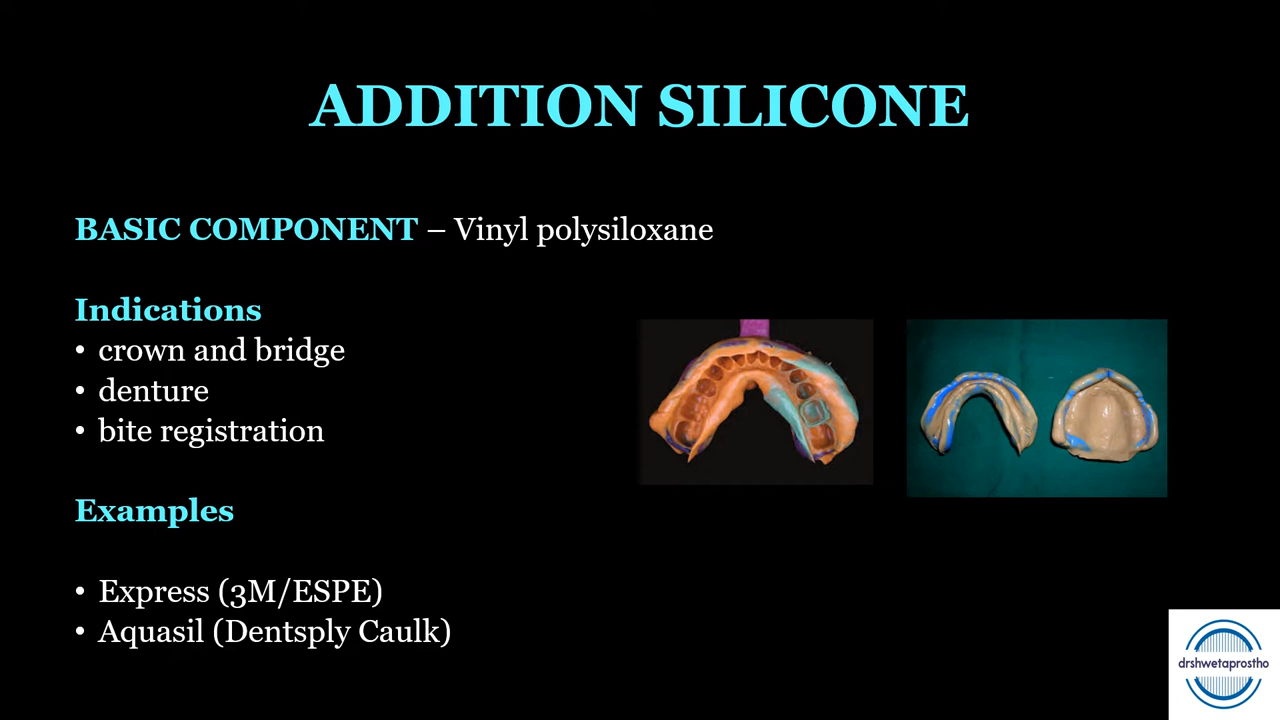 ADDITION SILICONE
BASIC COMPONENT – Vinyl polysiloxane
Indications
• crown and bridge
• denture
• bite registration
Examples
• Express (3M/ESPE)
• Aquasil (Dentsply Caulk)
drshwetaprostho